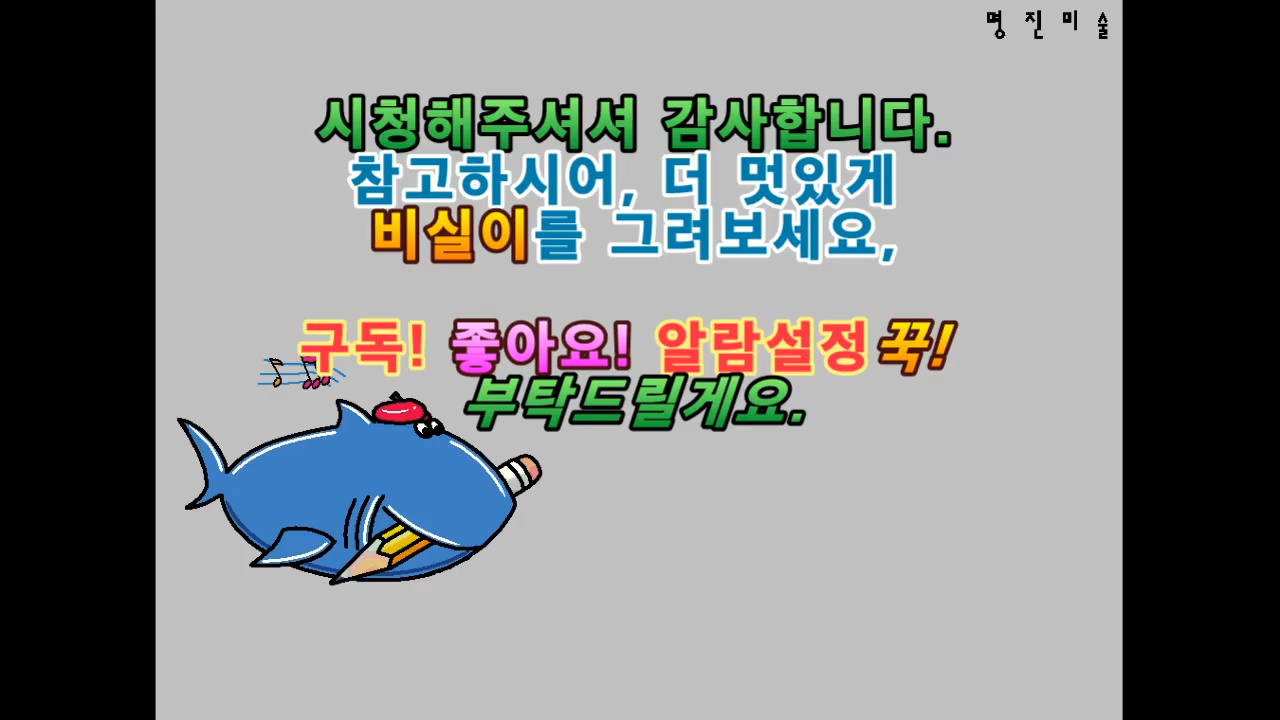 명 진 미 술
시청해주셔셔 감사합니다.
참고하시어, 더 멋있게
비실이를 그려보세요,
구독! 좋아요! 알람설정 꾹!
부탁드릴게요.